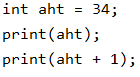 int aht = 34;
print(aht);
print(aht + 1);